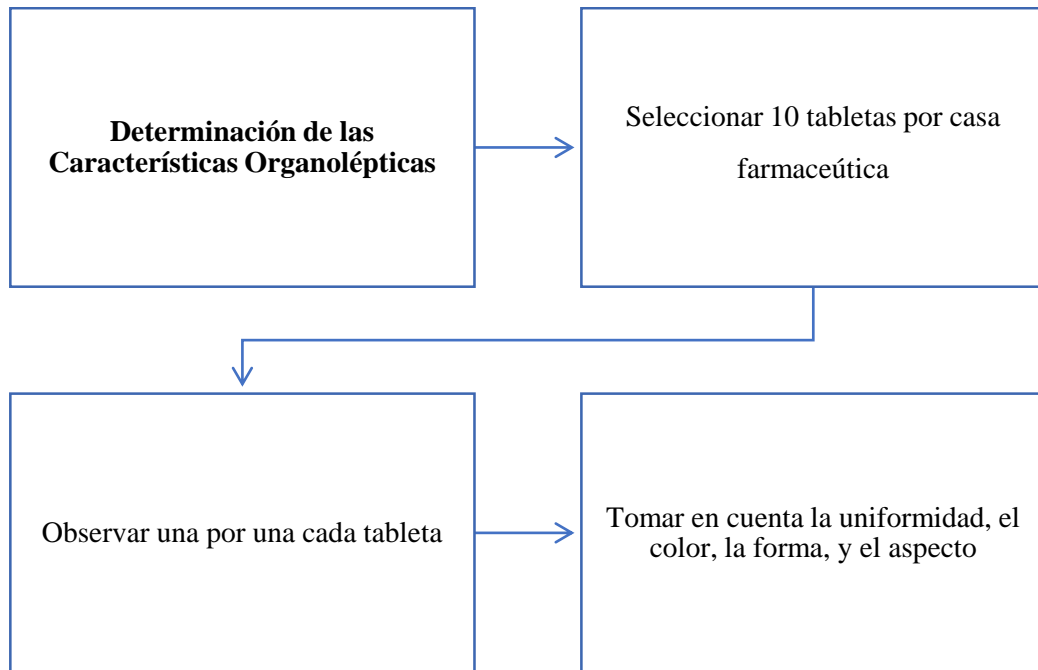 Determinación de las
Características Organolépticas
Seleccionar 10 tabletas por casa
farmaceútica
Observar una por una cada tableta
Tomar en cuenta la uniformidad, el
color, la forma, y el aspecto